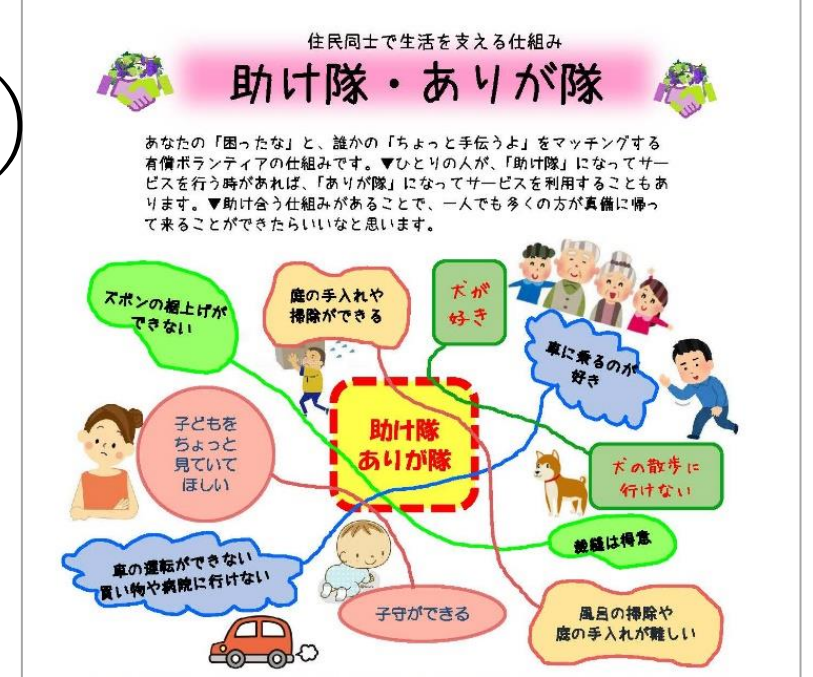 住民同士で生活を支える仕組み
助け隊・ありが隊
あなたの「困ったな」と、誰かの「ちょっと手伝うよ」をマッチングする
有償ボランティアの仕組みです。▼ひとりの人が、「助け隊」になってサー
ビスを行う時があれば、「ありが隊」になってサービスを利用することもあ
ります。▼助け合う仕組みがあることで、一人でも多くの方が真備に帰っ
て来ることができたらいいなと思います。
ズボンの裾上げが
できない
庭の手入れや
掃除ができる
犬が
好き
車に乗るのが
好き
子どもを
ちょっと
見ていて
ほしい
助け隊
ありが隊
犬の散歩に
行けない
裁縫は得意
車の運転ができない
買い物や病院に行けない
子守ができる
風呂の掃除や
庭の手入れが難しい